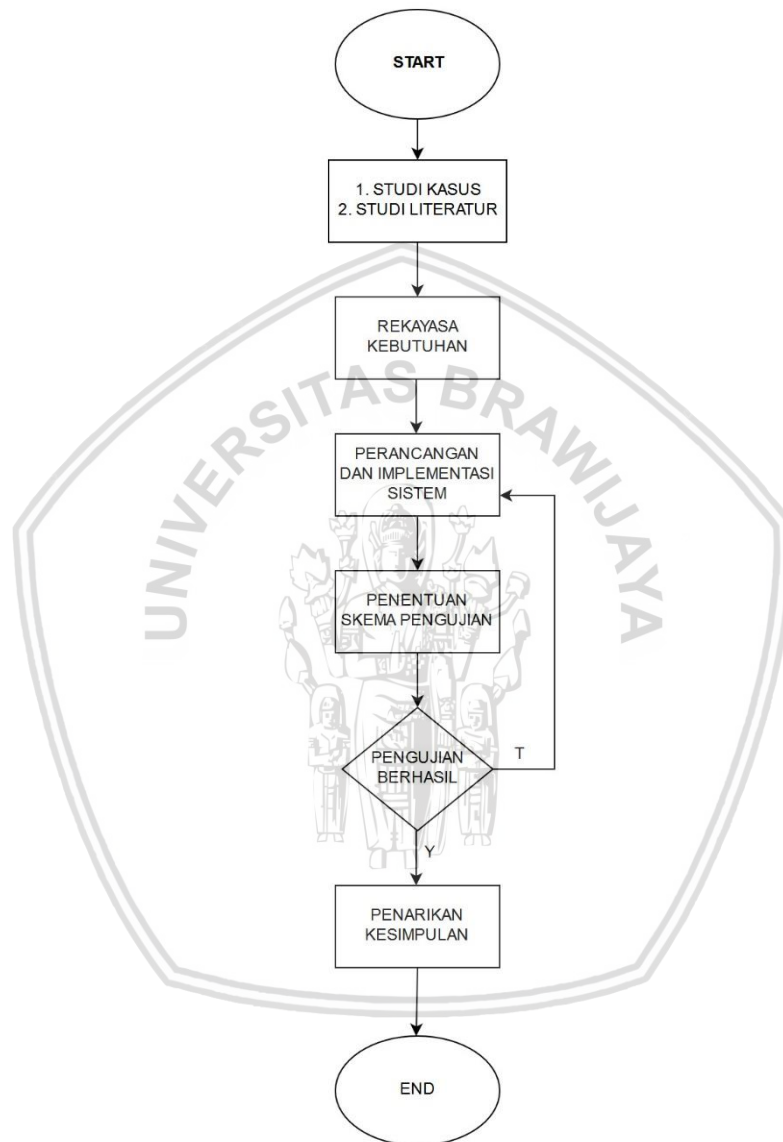 START
1. STUDI KASUS
2. STUDI LITERATUR
REKAYASA
KEBUTUHAN
UNIVERSITAS BRAWIJAYA
PERANCANGAN
DAN IMPLEMENTASI
SISTEM
PENENTUAN
SKEMA PENGUJIAN
PENGUJIAN
BERHASIL
T
Y
PENARIKAN
KESIMPULAN
END